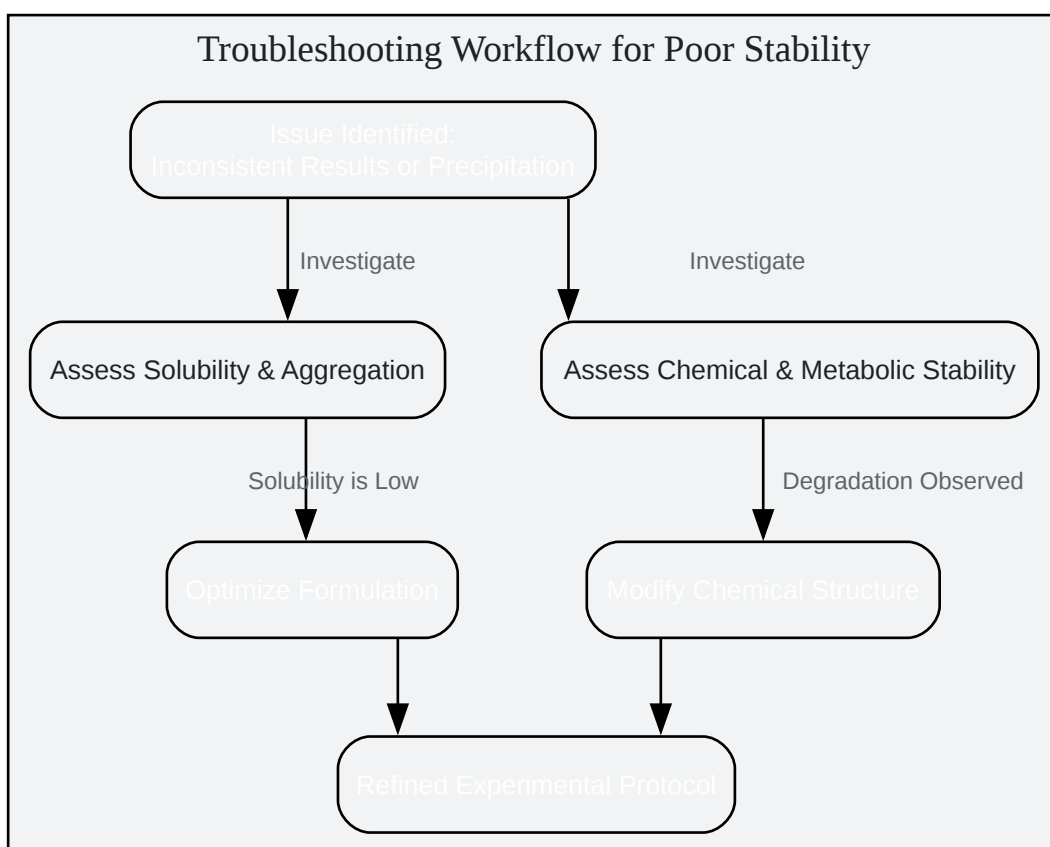 Troubleshooting Workflow for Poor Stability
Issue Identified:
Inconsistent Results or Precipitation
Investigate
Investigate
Assess Solubility & Aggregation
Assess Chemical & Metabolic Stability
Solubility is Low
Degradation Observed
Optimize Formulation
Modify Chemical Structure
Refined Experimental Protocol